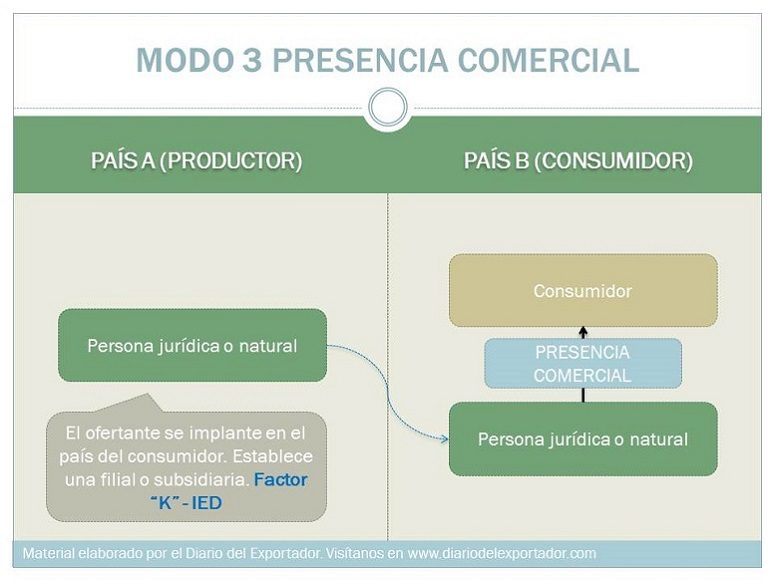 MODO 3 PRESENCIA COMERCIAL
PAÍS A (PRODUCTOR)
PAÍS B (CONSUMIDOR)
Persona jurídica o natural
El ofertante se implante en el
país del consumidor. Establece
una filial o subsidiaria. Factor
“K” - IED
Consumidor
PRESENCIA
COMERCIAL
Persona jurídica o natural
Material elaborado por el Diario del Exportador. Visítanos en www.diariodelexportador.com